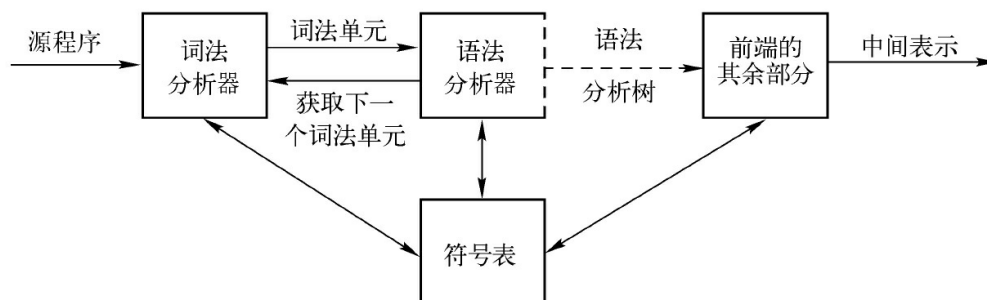 源程序
词法
分析器
词法单元
获取下一
个词法单元
语法
分析器
语法
分析树
前端的
其余部分
中间表示
符号表